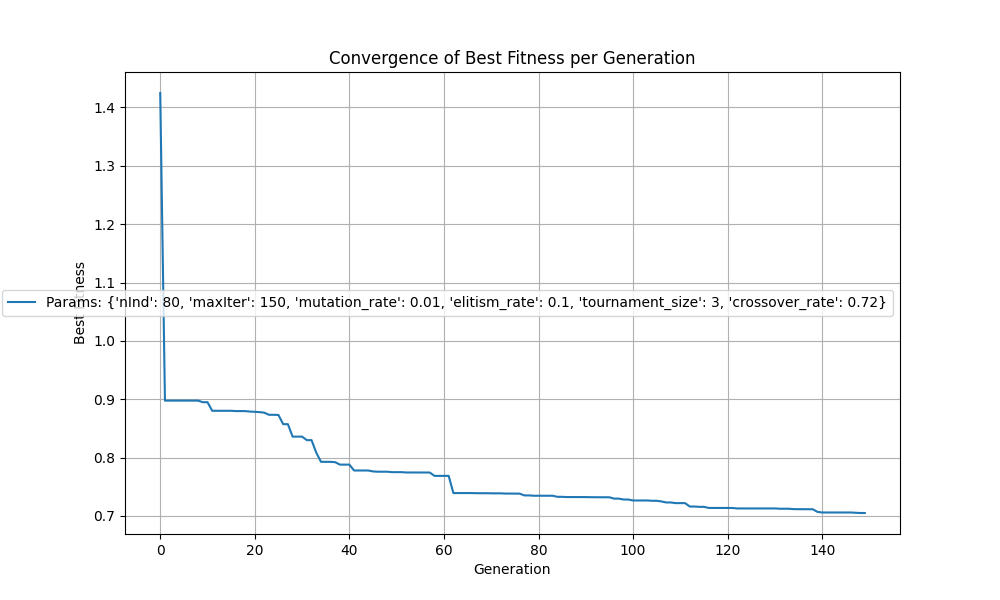 Convergence of Best Fitness per Generation
1.4
1.3
1.2
1.1
1.0
0.9
0.8
0.7
Best
ness
Params: {'nInd': 80, 'maxIter': 150, 'mutation_rate': 0.01, 'elitism_rate': 0.1, 'tournament_size': 3, 'crossover_rate': 0.72}
0 20 40 60 80 100 120 140
Generation